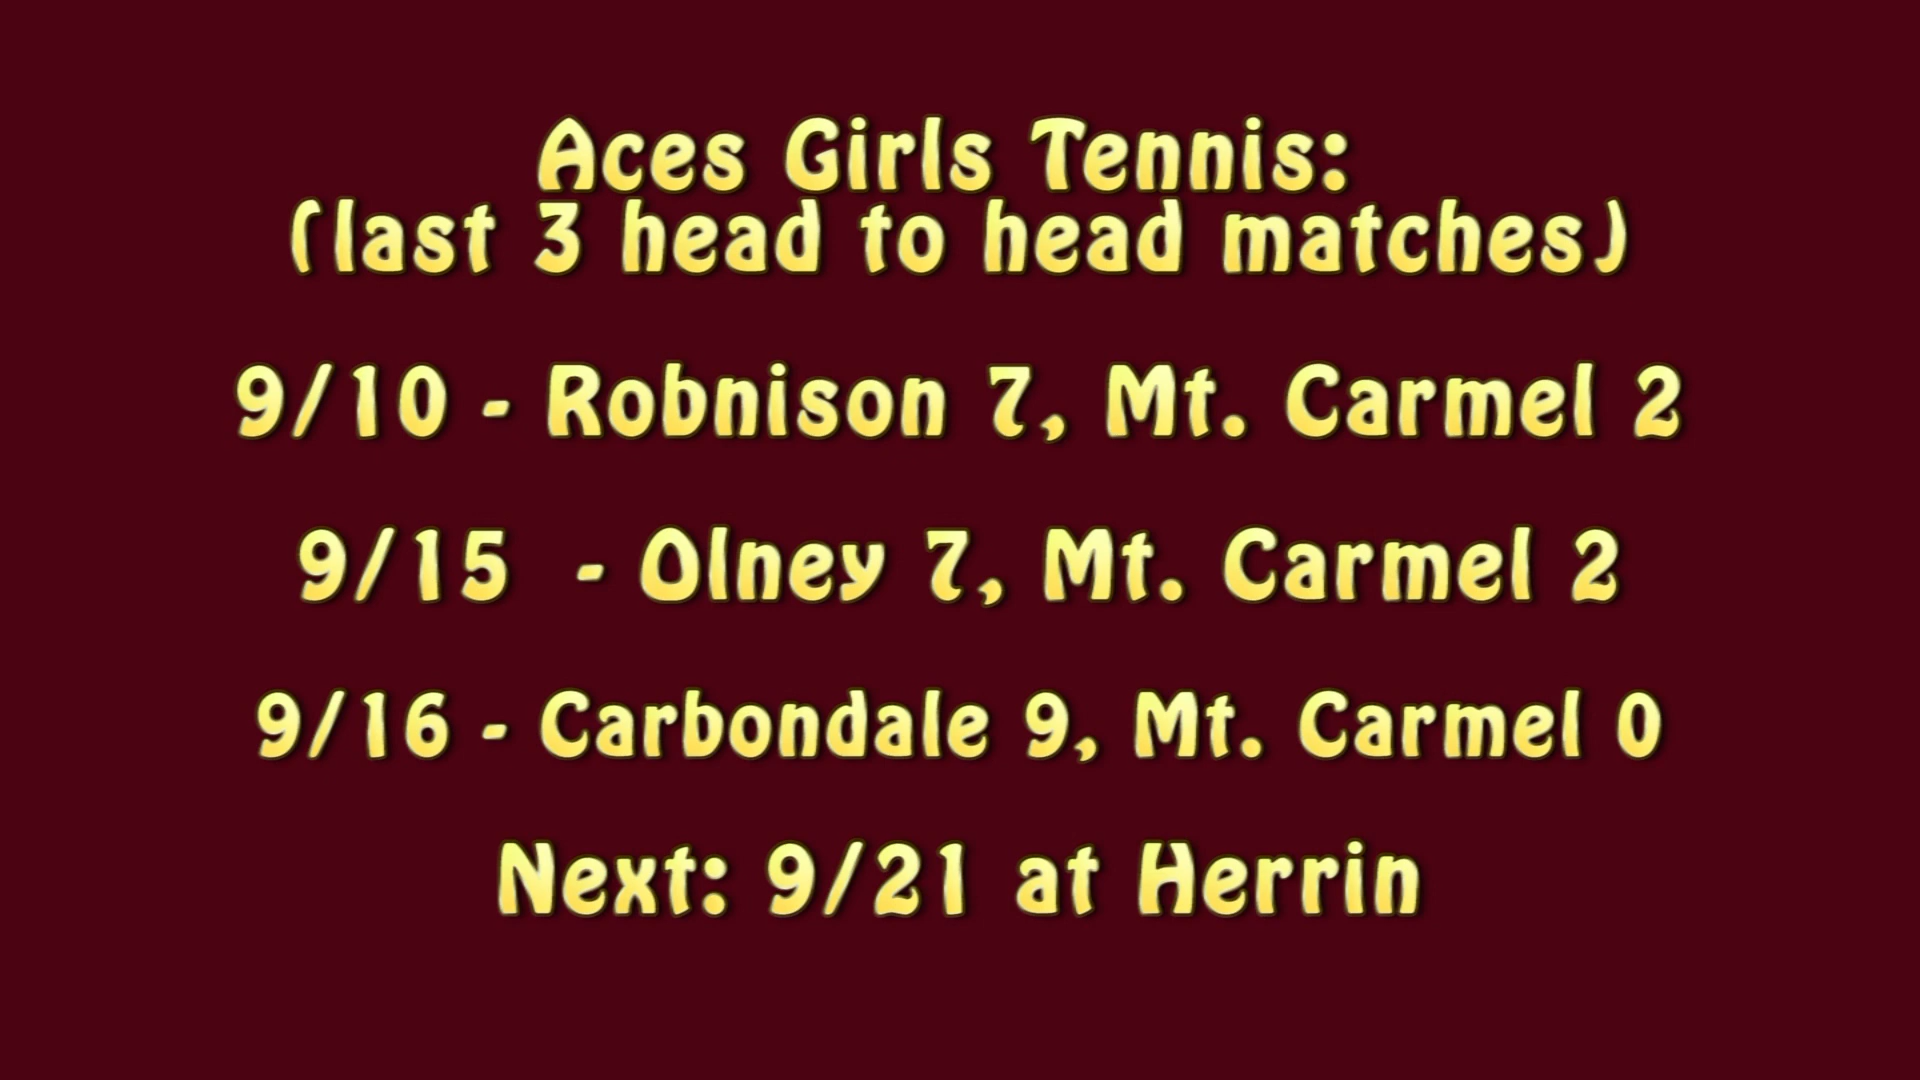 Aces Girls Tennis:
(last 3 head to head matches)
9/10 - Robnison 7, Mt. Carmel 2
9/15  - Olney 7, Mt. Carmel 2
9/16 - Carbondale 9, Mt. Carmel 0
Next: 9/21 at Herrin